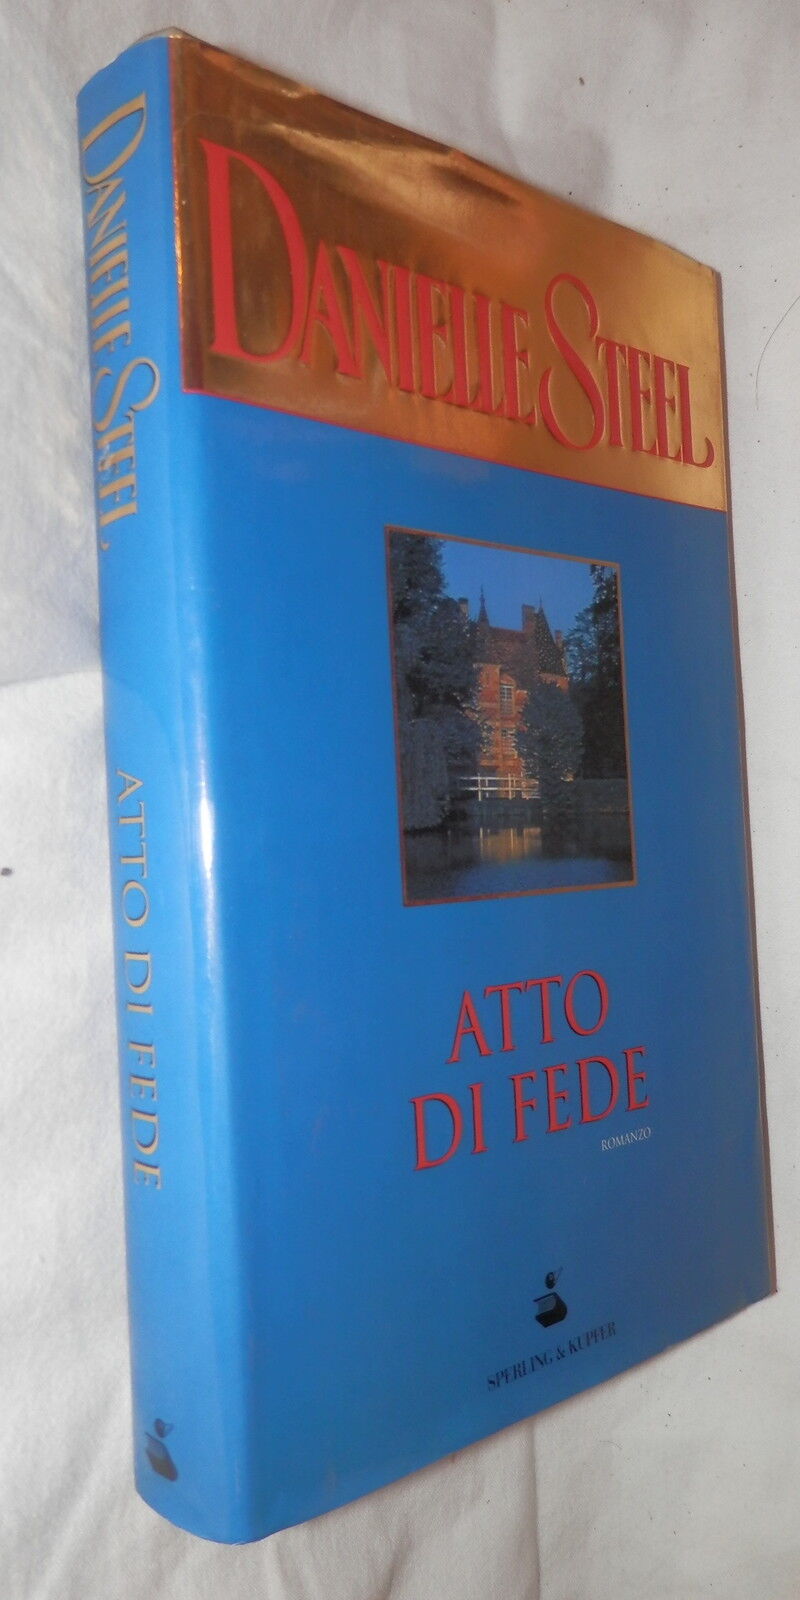 DANIELLE STEEL
ATTO DI FEDE
DANIELLE STEEL
ATTO
DI FEDE
ROMANZO
SPERLING & KUPFER